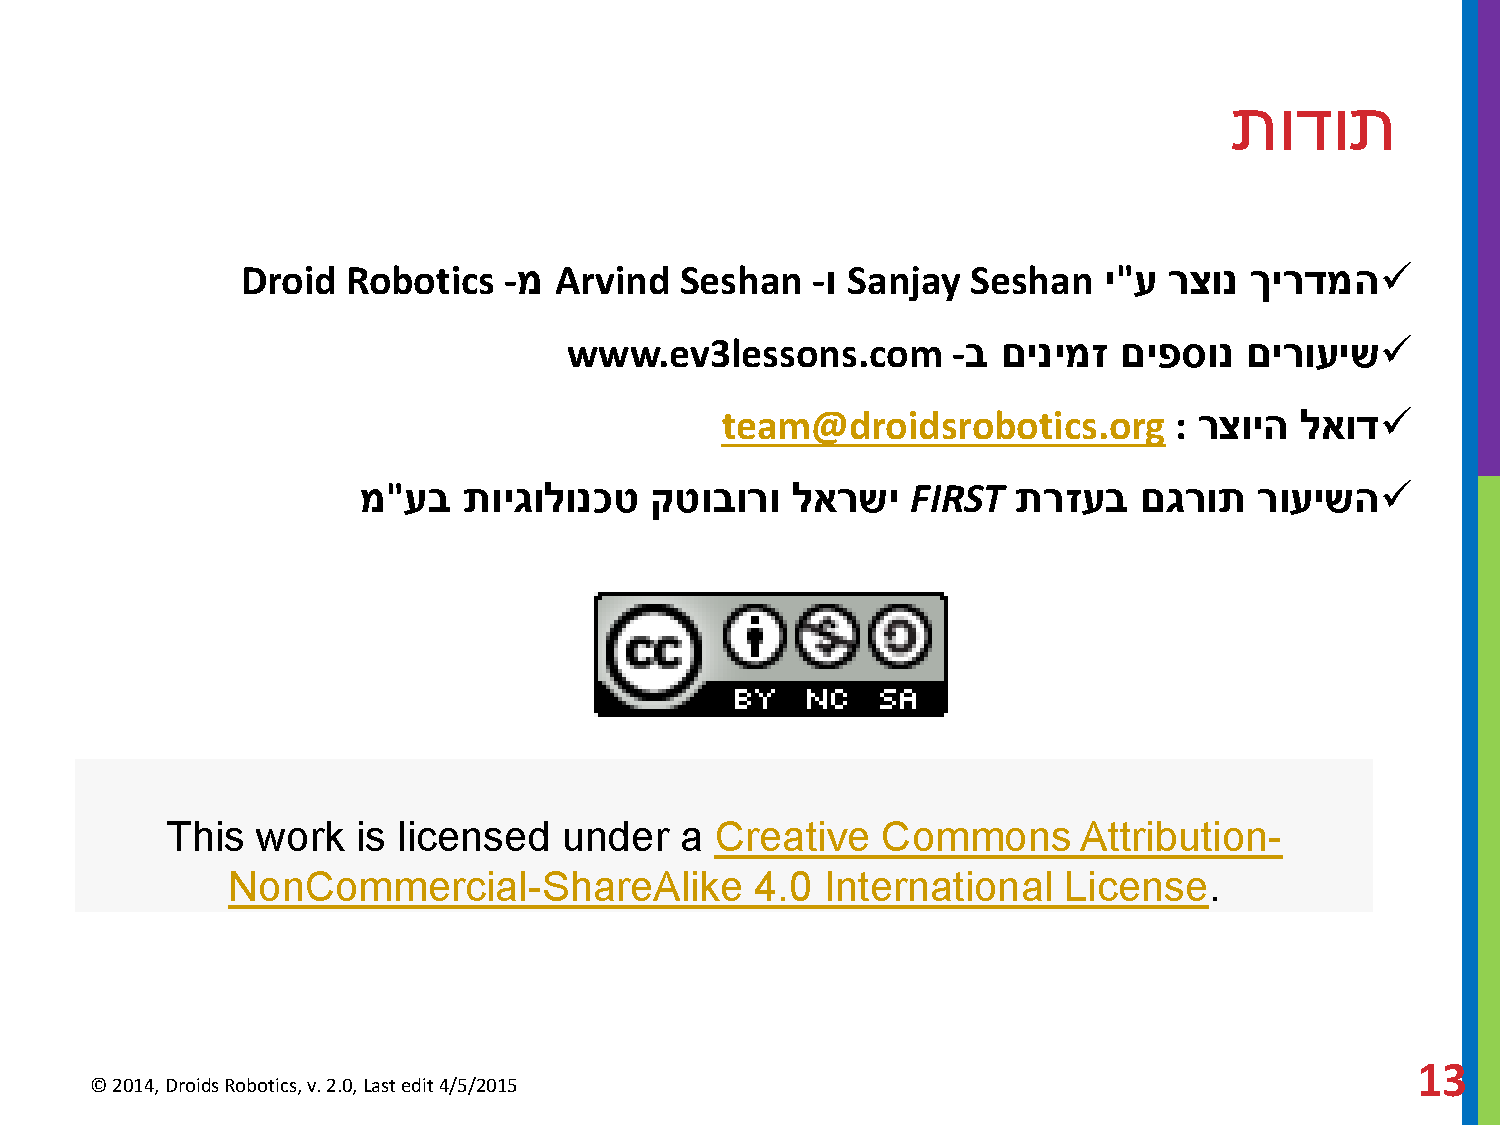 תודות
המדריך נוצר ע"י Sanjay Seshan ו- Arvind Seshan מ- Droid Robotics
שיעורים נוספים זמינים ב- www.ev3lessons.com
דואל היוצר : team@droidsrobotics.org
השיעור תורגם בעזרת FIRST ישראל ורובוטק טכנולוגיות בע"מ
cc
BY NC SA
This work is licensed under a Creative Commons Attribution-
NonCommercial-ShareAlike 4.0 International License.
© 2014, Droids Robotics, v. 2.0, Last edit 4/5/2015
13